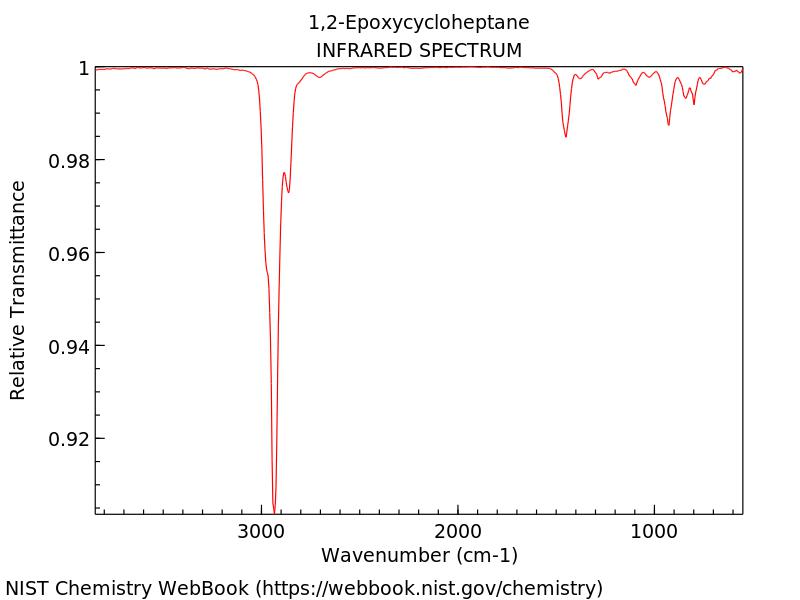 1,2-Epoxycycloheptane
INFRARED SPECTRUM
1
0.98
0.96
0.94
0.92
Relative Transmittance
3000 2000 1000
Wavenumber (cm-1)
NIST Chemistry WebBook (https://webbook.nist.gov/chemistry)